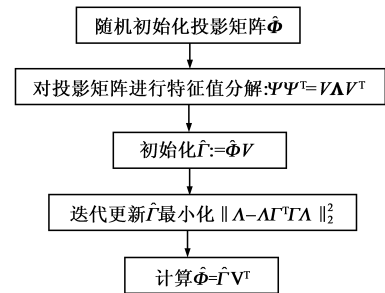 随机初始化投影矩阵Φ̂
对投影矩阵进行特征值分解:ΨΨᵀ=VΛVᵀ
初始化Γ̂:=Φ̂V
迭代更新Γ̂最小化‖Λ-ΛΓᵀΓΛ‖₂²
计算Φ̂=Γ̂Vᵀ